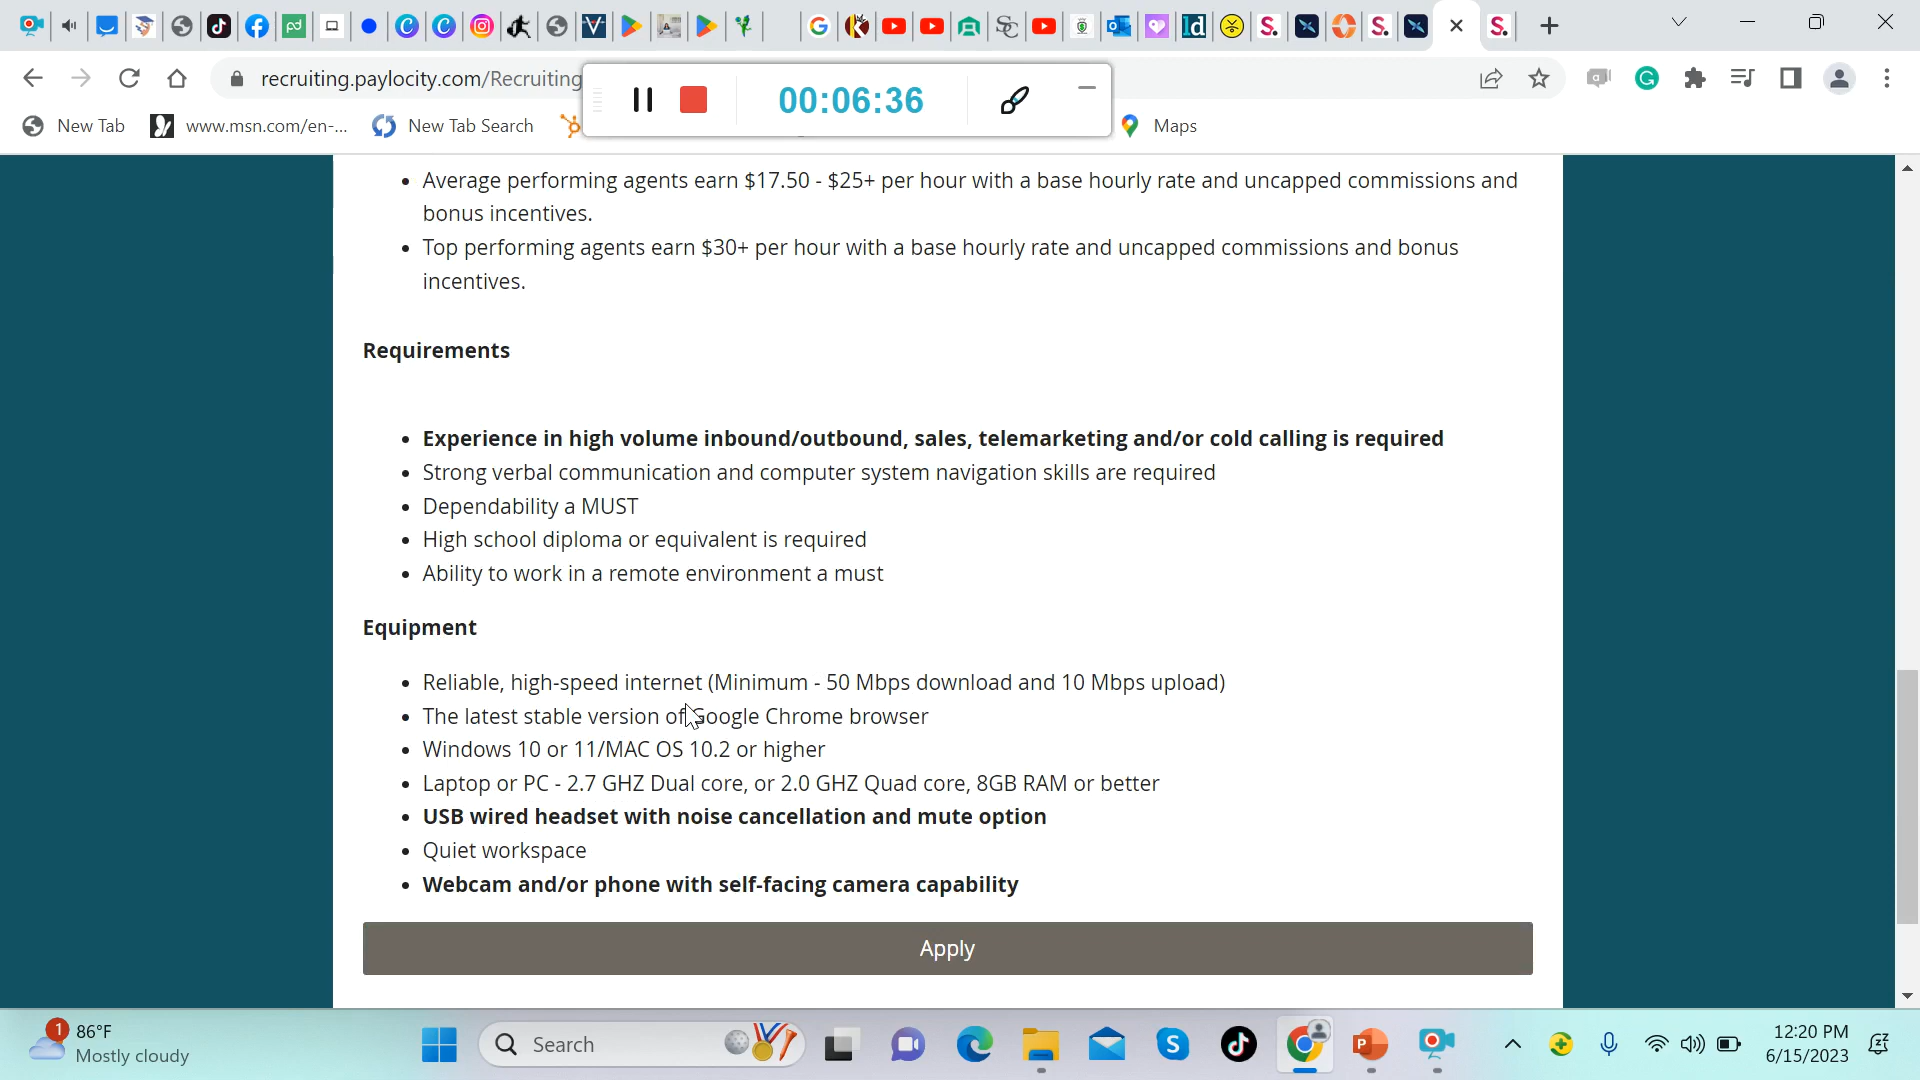 recruiting.paylocity.com/Recruiting
00:06:36
New Tab
www.msn.com/en-...
New Tab Search
Maps
• Average performing agents earn $17.50 - $25+ per hour with a base hourly rate and uncapped commissions and
bonus incentives.
• Top performing agents earn $30+ per hour with a base hourly rate and uncapped commissions and bonus
incentives.
Requirements
• Experience in high volume inbound/outbound, sales, telemarketing and/or cold calling is required
• Strong verbal communication and computer system navigation skills are required
• Dependability a MUST
• High school diploma or equivalent is required
• Ability to work in a remote environment a must
Equipment
• Reliable, high-speed internet (Minimum - 50 Mbps download and 10 Mbps upload)
• The latest stable version of Google Chrome browser
• Windows 10 or 11/MAC OS 10.2 or higher
• Laptop or PC - 2.7 GHZ Dual core, or 2.0 GHZ Quad core, 8GB RAM or better
• USB wired headset with noise cancellation and mute option
• Quiet workspace
• Webcam and/or phone with self-facing camera capability
Apply
1
86°F
Mostly cloudy
Search
12:20 PM
6/15/2023